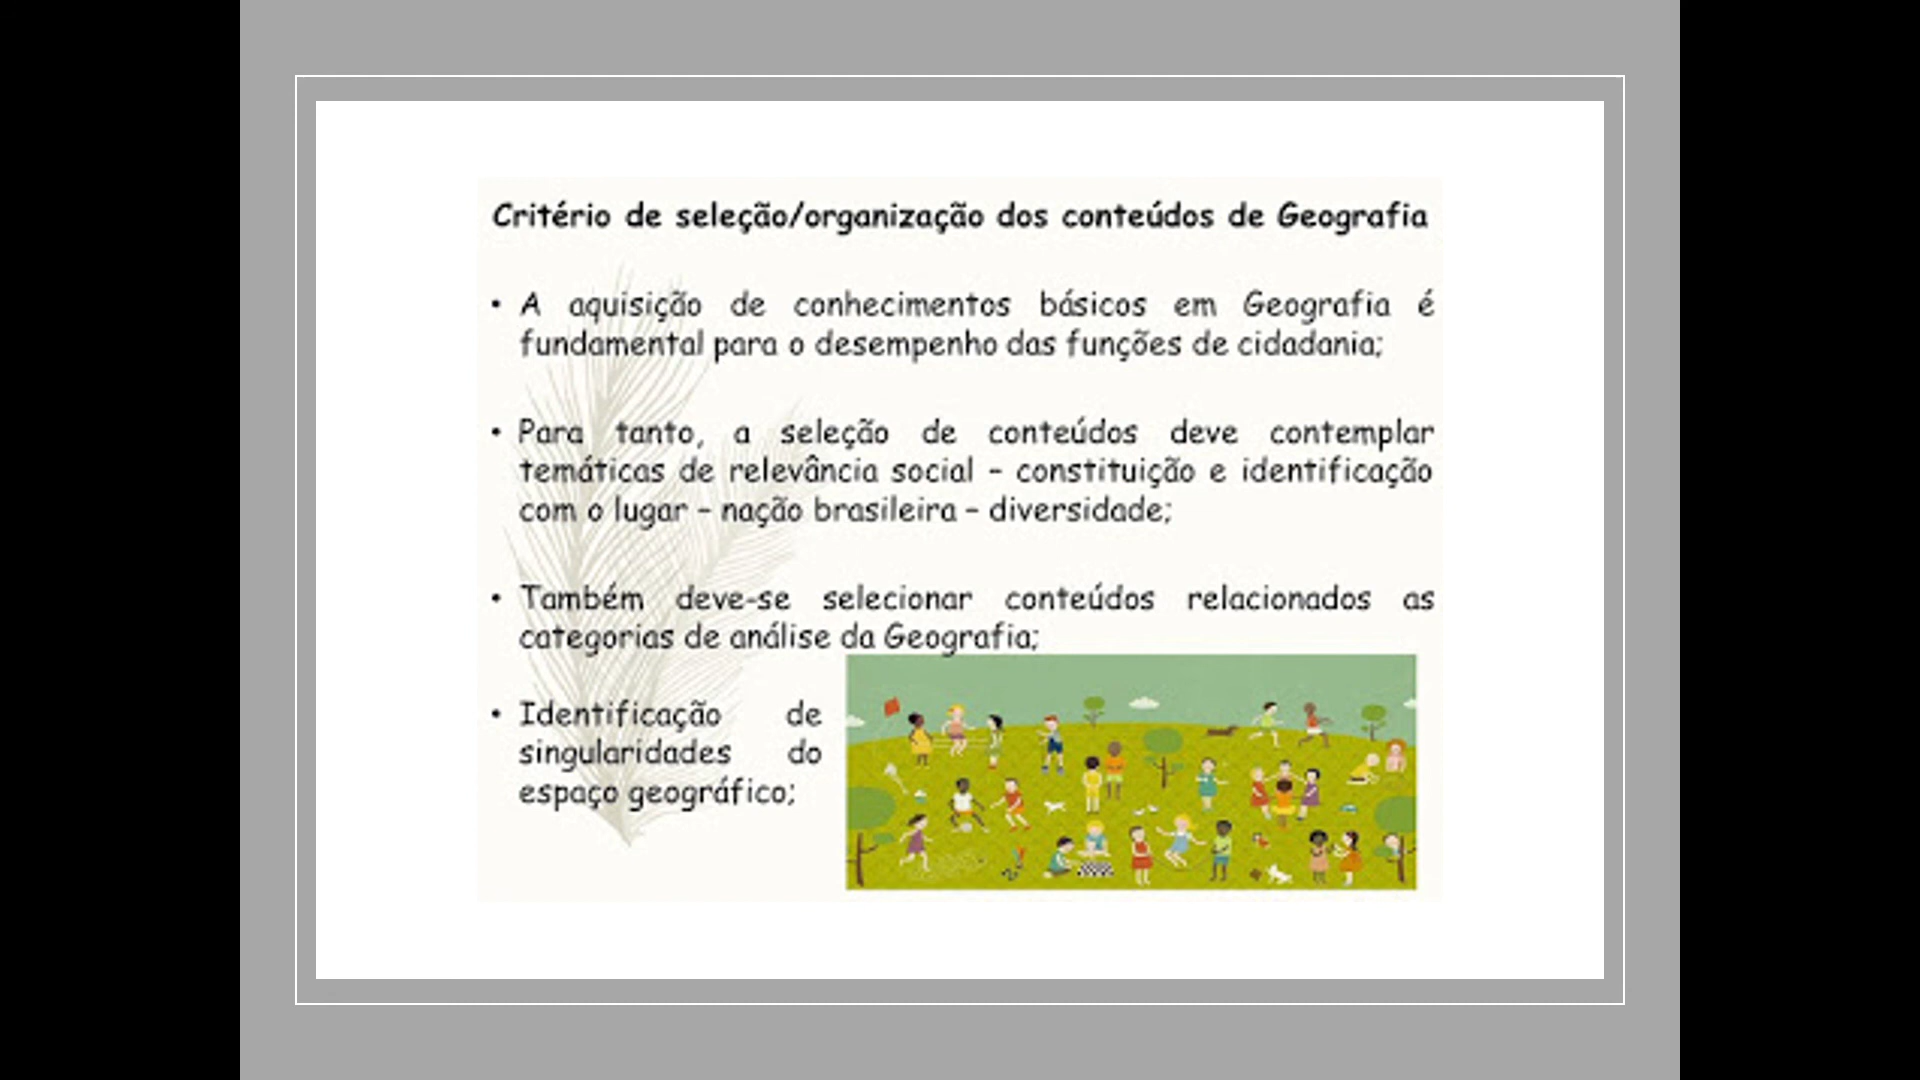 Critério de seleção/organização dos conteúdos de Geografia
• A aquisição de conhecimentos básicos em Geografia é
fundamental para o desempenho das funções de cidadania;
• Para tanto, a seleção de conteúdos deve contemplar
temáticas de relevância social – constituição e identificação
com o lugar – nação brasileira – diversidade;
• Também deve-se selecionar conteúdos relacionados as
categorias de análise da Geografia;
• Identificação de
singularidades do
espaço geográfico;